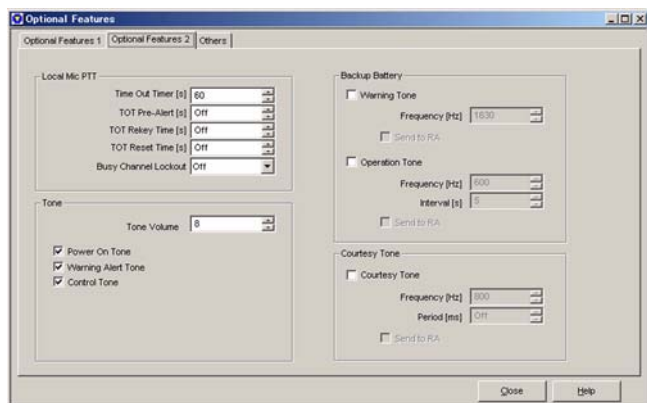 Optional Features
Optional Features 1
Optional Features 2
Others
Local Mic PTT
Time Out Timer [s] 60
TOT Pre-Alert [s] Off
TOT Rekey Time [s] Off
TOT Reset Time [s] Off
Busy Channel Lockout Off
Tone
Tone Volume 8
Power On Tone
Warning Alert Tone
Control Tone
Backup Battery
Warning Tone
Frequency [Hz] 1630
Send to RA
Operation Tone
Frequency [Hz] 600
Interval [s] 5
Send to RA
Courtesy Tone
Courtesy Tone
Frequency [Hz] 800
Period [ms] Off
Send to RA
Close
Help